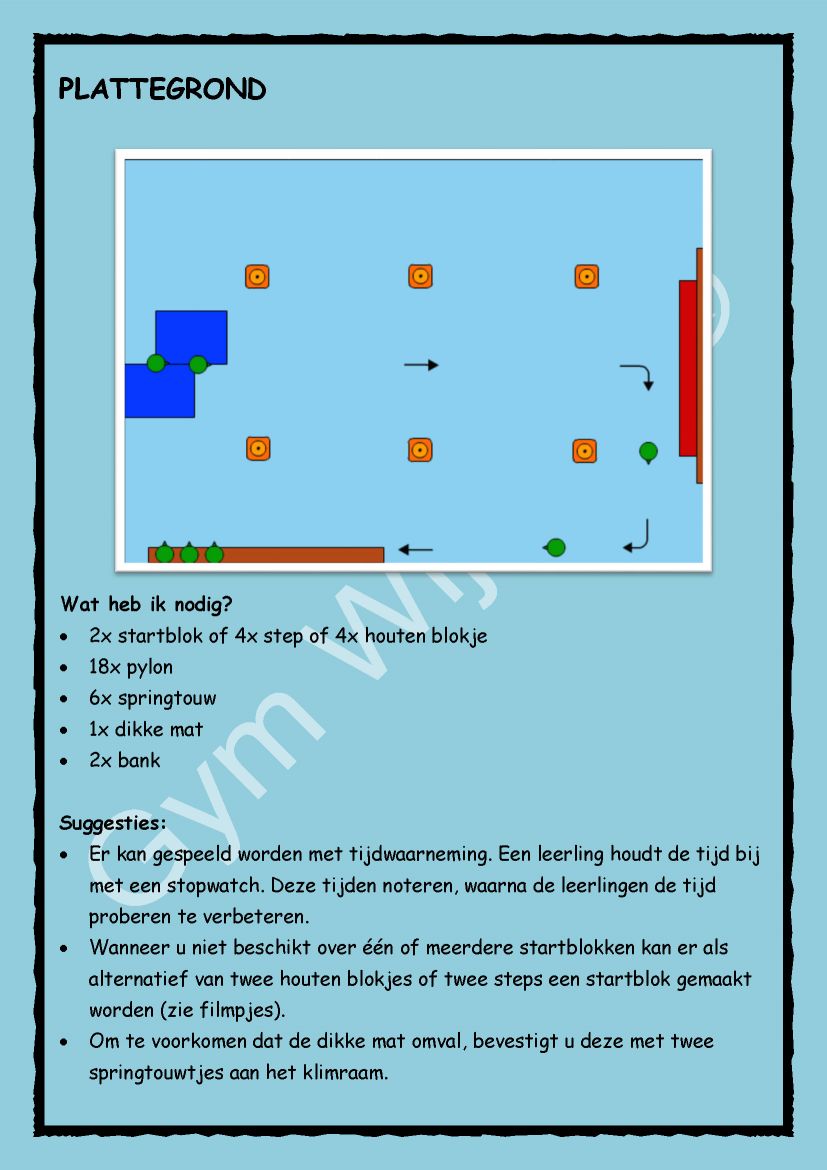 PLATTEGROND
Wat heb ik nodig?
• 2x startblok of 4x step of 4x houten blokje
• 18x pylon
• 6x springtouw
• 1x dikke mat
• 2x bank
Suggesties:
• Er kan gespeeld worden met tijdwaarneming. Een leerling houdt de tijd bij
met een stopwatch. Deze tijden noteren, waarna de leerlingen de tijd
proberen te verbeteren.
• Wanneer u niet beschikt over één of meerdere startblokken kan er als
alternatief van twee houten blokjes of twee steps een startblok gemaakt
worden (zie filmpjes).
• Om te voorkomen dat de dikke mat omval, bevestigt u deze met twee
springtouwtjes aan het klimraam.
Gym